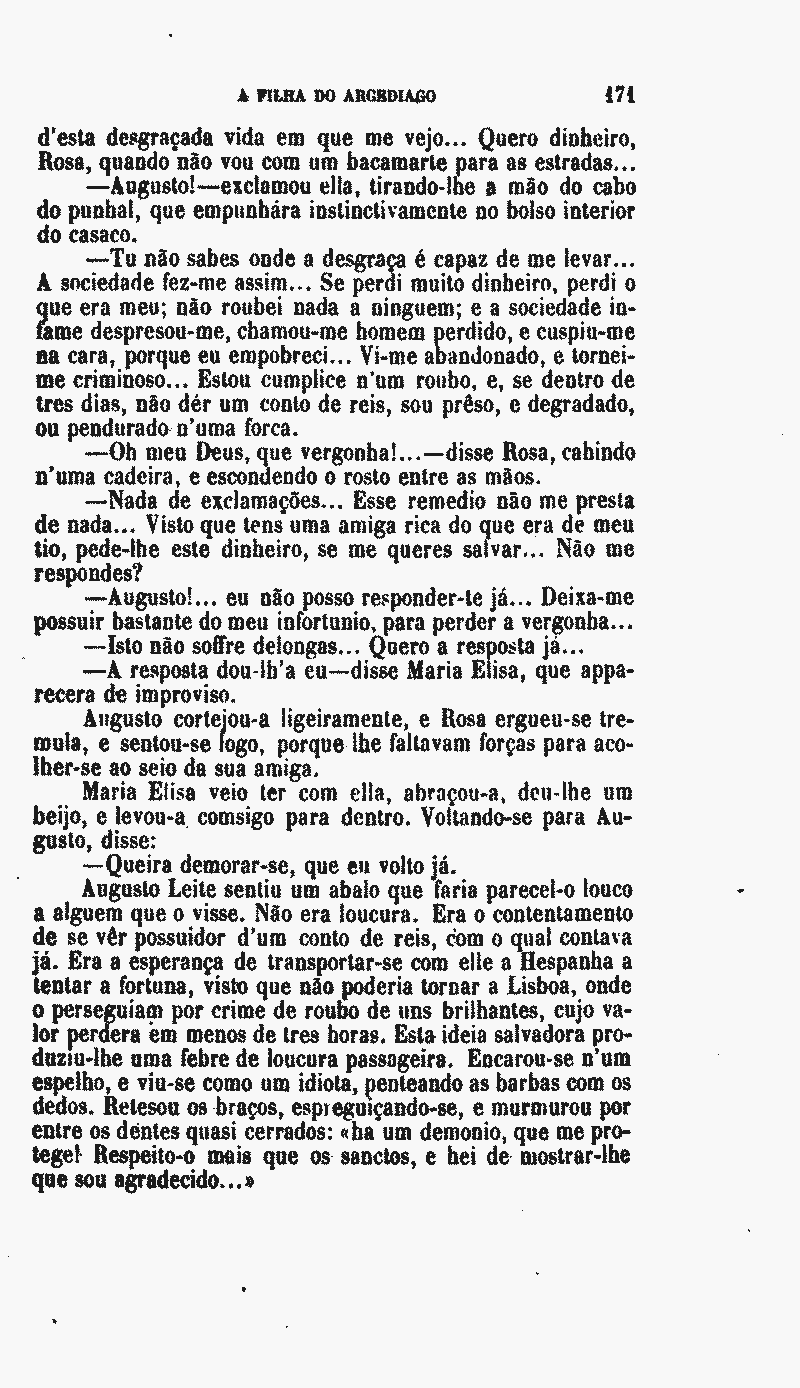 A FILHA DO ARCEDIAGO 171
d'esta desgraçada vida em que me vejo... Quero dinheiro,
Rosa, quando não vou com um bacamarte para as estradas...
—Augusto!—exclamou ella, tirando-lhe a mão do cabo
do punhal, que empunhára instinctivamente no bolso interior
do casaco.
—Tu não sabes onde a desgraça é capaz de me levar...
A sociedade fez-me assim... Se perdi muito dinheiro, perdi o
que era meu; não roubei nada a ninguem; e a sociedade in-
fame despresou-me, chamou-me homem perdido, e cuspiu-me
na cara, porque eu empobreci... Vi-me abandonado, e tornei-
me criminoso... Estou cumplice n'um roubo, e, se dentro de
tres dias, não dér um conto de reis, sou prêso, e degradado,
ou pendurado n'uma forca.
—Oh meu Deus, que vergonha!...—disse Rosa, cahindo
n'uma cadeira, e escondendo o rosto entre as mãos.
—Nada de exclamações... Esse remedio não me presta
de nada... Visto que tens uma amiga rica do que era de meu
tio, pede-lhe este dinheiro, se me queres salvar... Não me
respondes?
—Augusto!... eu não posso responder-te já... Deixa-me
possuir bastante do meu infortunio, para perder a vergonha...
—Isto não soffre delongas... Quero a resposta já...
—A resposta dou-lh'a eu—disse Maria Elisa, que appa-
recera de improviso.
Augusto cortejou-a ligeiramente, e Rosa ergueu-se tre-
mula, e sentou-se logo, porque lhe faltavam forças para aco-
lher-se ao seio da sua amiga.
Maria Elisa veio ter com ella, abraçou-a, deu-lhe um
beijo, e levou-a comsigo para dentro. Voltando-se para Au-
gusto, disse:
—Queira demorar-se, que eu volto já.
Augusto Leite sentiu um abalo que faria parecel-o louco
a alguem que o visse. Não era loucura. Era o contentamento
de se vêr possuidor d'um conto de reis, com o qual contava
já. Era a esperança de transportar-se com elle a Hespanha a
tentar a fortuna, visto que não poderia tornar a Lisboa, onde
o perseguíam por crime de roubo de uns brilhantes, cujo va-
lor perdera em menos de tres horas. Esta ideia salvadora pro-
duziu-lhe uma febre de loucura passageira. Encarou-se n'um
espelho, e viu-se como um idiota, penteando as barbas com os
dedos. Retesou os braços, espreguiçando-se, e murmurou por
entre os dentes quasi cerrados: «ha um demonio, que me pro-
tege! Respeito-o mais que os sanctos, e hei de mostrar-lhe
que sou agradecido...»